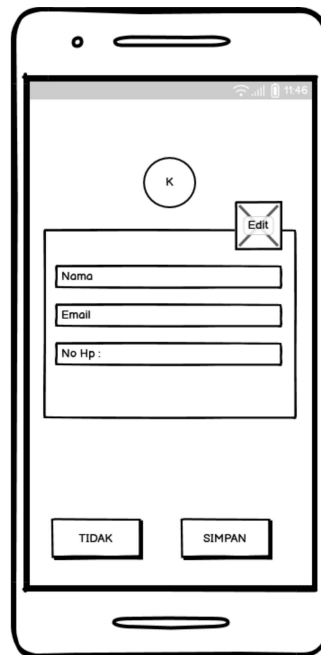 11:46
K
Edit
Nama
Email
No Hp :
TIDAK
SIMPAN